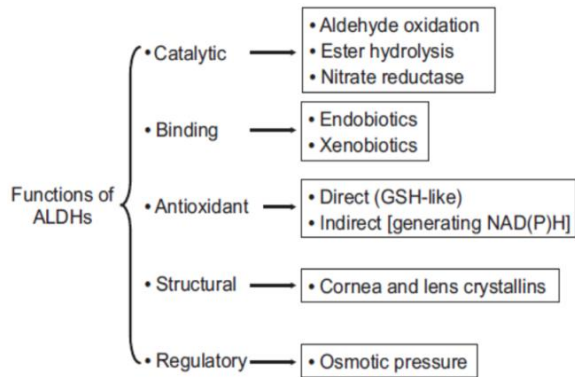 Functions of
ALDHs
• Catalytic
• Aldehyde oxidation
• Ester hydrolysis
• Nitrate reductase
• Binding
• Endobiotics
• Xenobiotics
• Antioxidant
• Direct (GSH-like)
• Indirect [generating NAD(P)H]
• Structural
• Cornea and lens crystallins
• Regulatory
• Osmotic pressure